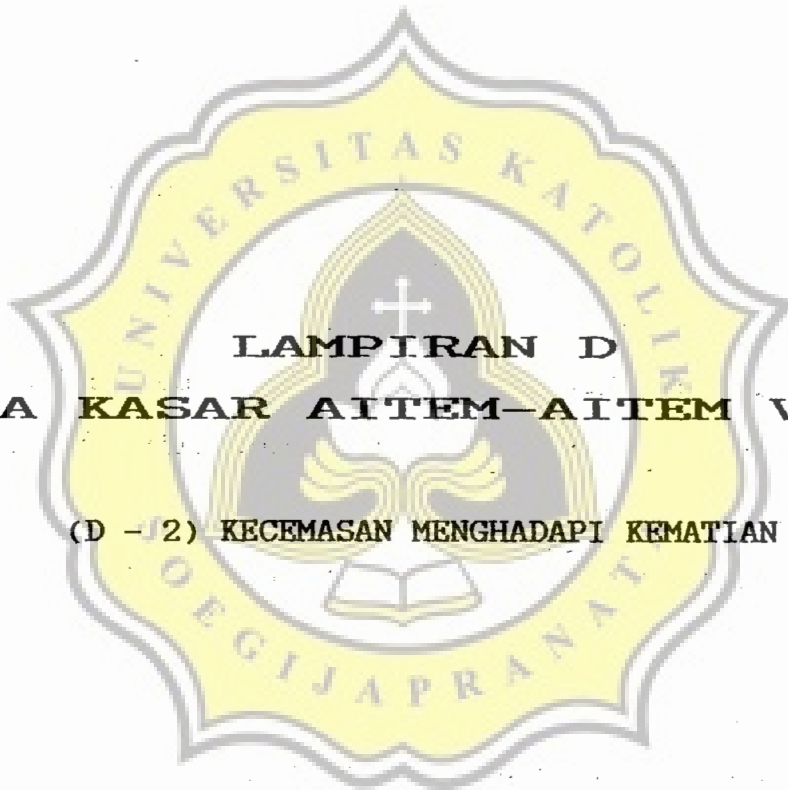 UNIVERSITAS KATOLIK
LAMPIRAN D
A KASAR AITEM-AITEM V
(D - 2) KECEMASAN MENGHADAPI KEMATIAN
SOEGIJAPRANATA